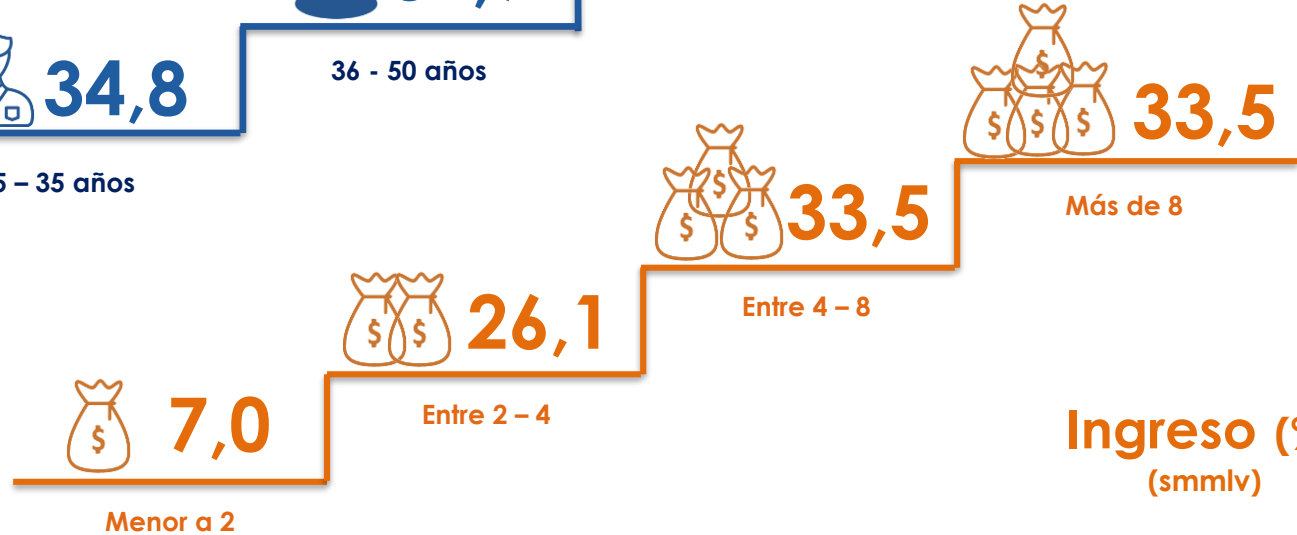 34,8
36 - 50 años
– 35 años
$ $ $ $
33,5
Más de 8
$ $ $
33,5
Entre 4 – 8
$ $
26,1
Entre 2 – 4
$
7,0
Menor a 2
Ingreso
(smmlv)